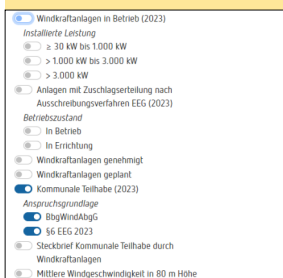 Windkraftanlagen in Betrieb (2023)
Installierte Leistung
≥ 30 kW bis 1.000 kW
> 1.000 kW bis 3.000 kW
> 3.000 kW
Anlagen mit Zuschlagserteilung nach
Ausschreibungsverfahren EEG (2023)
Betriebszustand
In Betrieb
In Errichtung
Windkraftanlagen genehmigt
Windkraftanlagen geplant
Kommunale Teilhabe (2023)
Anspruchsgrundlage
BbgWindAbgG
§6 EEG 2023
Steckbrief Kommunale Teilhabe durch
Windkraftanlagen
Mittlere Windgeschwindigkeit in 80 m Höhe